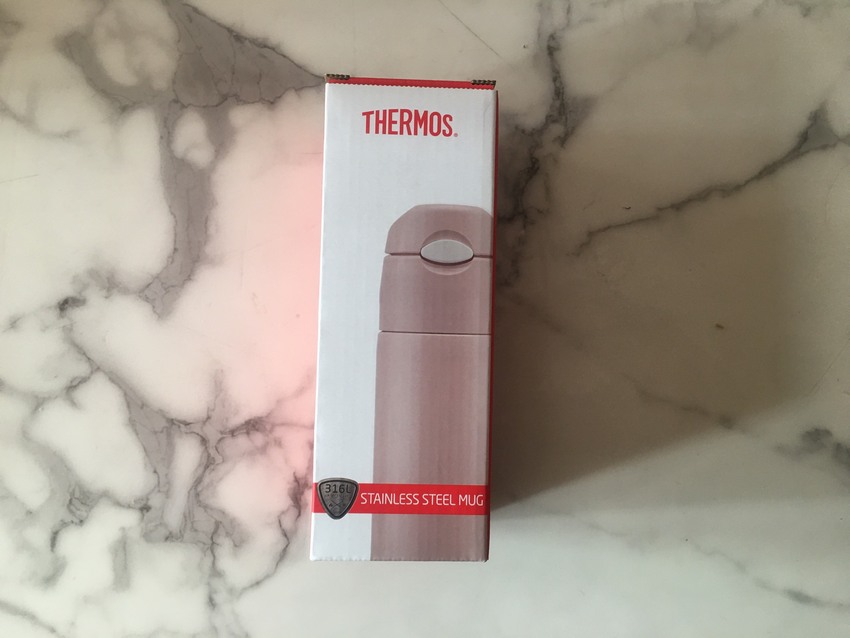 THERMOS.
316L
STAINLESS STEEL MUG